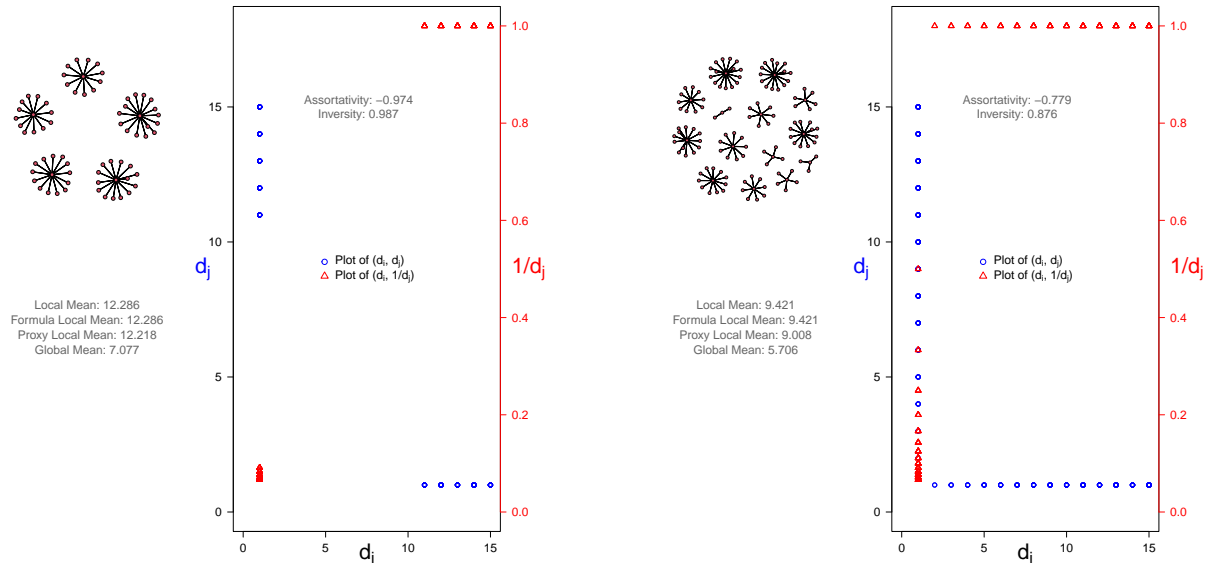 Assortativity: −0.974
Inversity: 0.987
15
10
5
0
d_j
Plot of (d_i, d_j)
Plot of (d_i, 1/d_j)
1.0
0.8
0.6
0.4
0.2
0.0
1/d_j
0 5 10 15
d_i
Local Mean: 12.286
Formula Local Mean: 12.286
Proxy Local Mean: 12.218
Global Mean: 7.077
Assortativity: −0.779
Inversity: 0.876
15
10
5
0
d_j
Plot of (d_i, d_j)
Plot of (d_i, 1/d_j)
1.0
0.8
0.6
0.4
0.2
0.0
1/d_j
0 5 10 15
d_i
Local Mean: 9.421
Formula Local Mean: 9.421
Proxy Local Mean: 9.008
Global Mean: 5.706